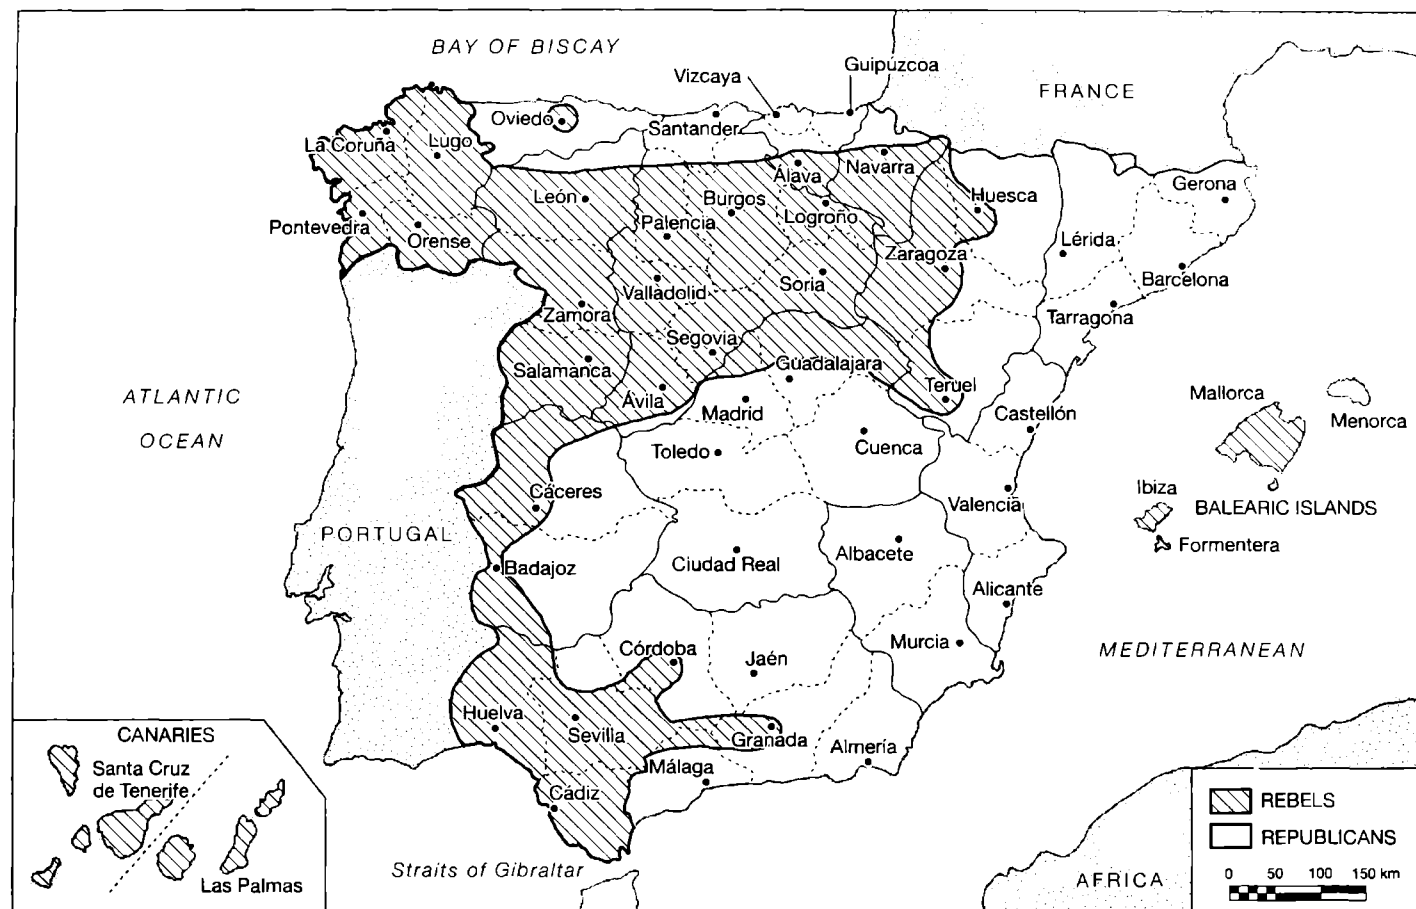 BAY OF BISCAY
Guipúzcoa
Vizcaya
FRANCE
Oviedo
Santander
La Coruña
Lugo
Álava
Navarra
León
Burgos
Huesca
Gerona
Palencia
Logroño
Pontevedra
Orense
Zaragoza
Lérida
Barcelona
Valladolid
Soria
Zamora
Tarragona
Segovia
Salamanca
Guadalajara
Ávila
Teruel
Mallorca
ATLANTIC
OCEAN
Madrid
Castellón
Menorca
Toledo
Cuenca
Cáceres
Valencia
Ibiza
BALEARIC ISLANDS
PORTUGAL
Formentera
Badajoz
Ciudad Real
Albacete
Alicante
Córdoba
Jaén
Murcia
MEDITERRANEAN
Huelva
Sevilla
Granada
Almería
Málaga
Cádiz
CANARIES
Santa Cruz
de Tenerife
Las Palmas
Straits of Gibraltar
AFRICA
REBELS
REPUBLICANS
0 50 100 150 km